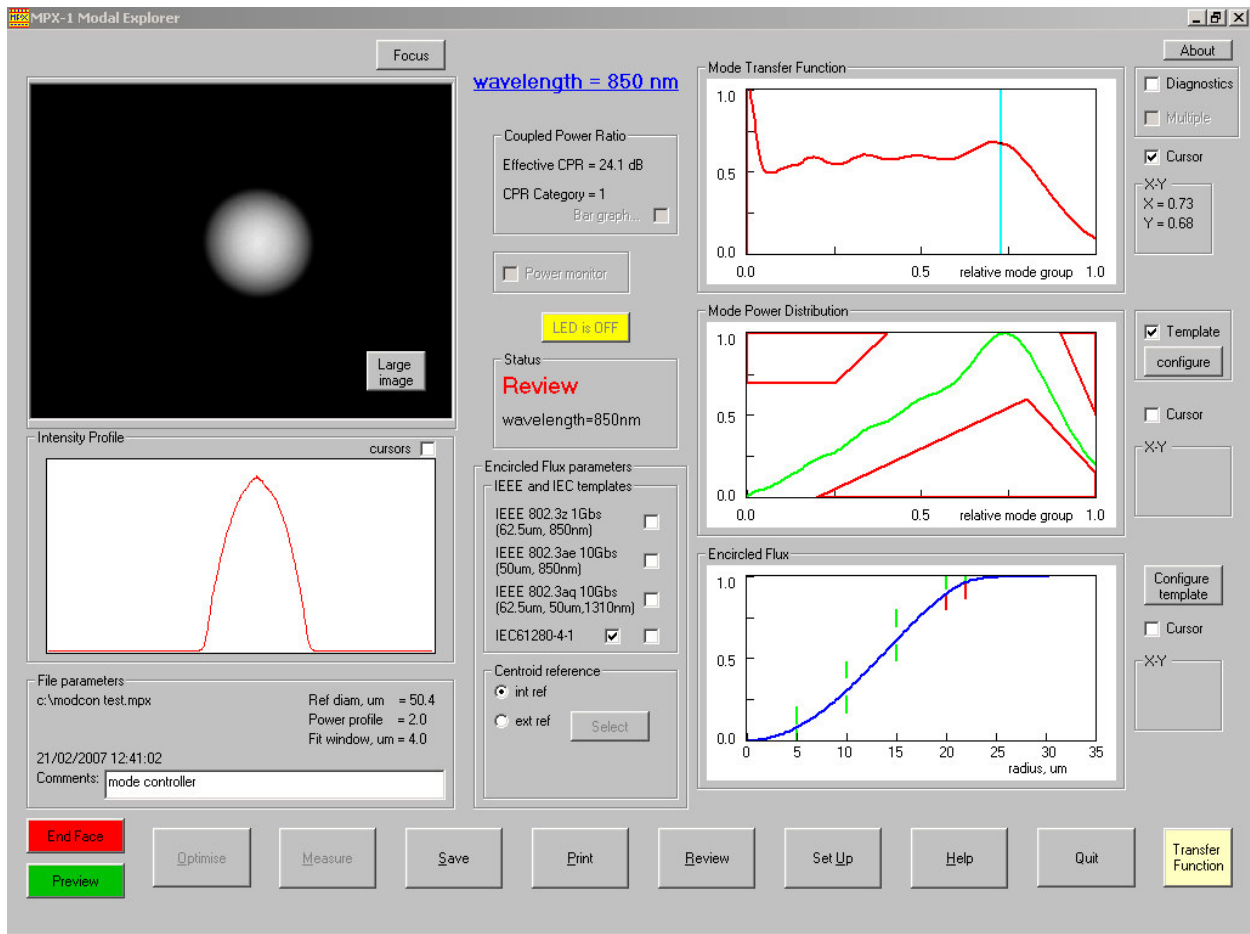 MPX MPX-1 Modal Explorer
Focus
Large
image
Intensity Profile
cursors
File parameters
c:\modcon test.mpx
Ref diam, um = 50.4
Power profile = 2.0
Fit window, um = 4.0
21/02/2007 12:41:02
Comments: mode controller
wavelength = 850 nm
Coupled Power Ratio
Effective CPR = 24.1 dB
CPR Category = 1
Bar graph...
Power monitor
LED is OFF
Status
Review
wavelength=850nm
Encircled Flux parameters
IEEE and IEC templates
IEEE 802.3z 1Gbs
(62.5um, 850nm)
IEEE 802.3ae 10Gbs
(50um, 850nm)
IEEE 802.3aq 10Gbs
(62.5um, 50um,1310nm)
IEC61280-4-1
Centroid reference
int ref
ext ref
Select
Mode Transfer Function
1.0
0.5
0.0
0.0 0.5 relative mode group 1.0
Mode Power Distribution
1.0
0.5
0.0
0.0 0.5 relative mode group 1.0
Encircled Flux
1.0
0.5
0.0
0 5 10 15 20 25 30 35
radius, um
About
Diagnostics
Multiple
Cursor
X-Y
X = 0.73
Y = 0.68
Template
configure
Cursor
X-Y
Configure
template
Cursor
X-Y
End Face
Preview
Optimise
Measure
Save
Print
Review
Set Up
Help
Quit
Transfer
Function